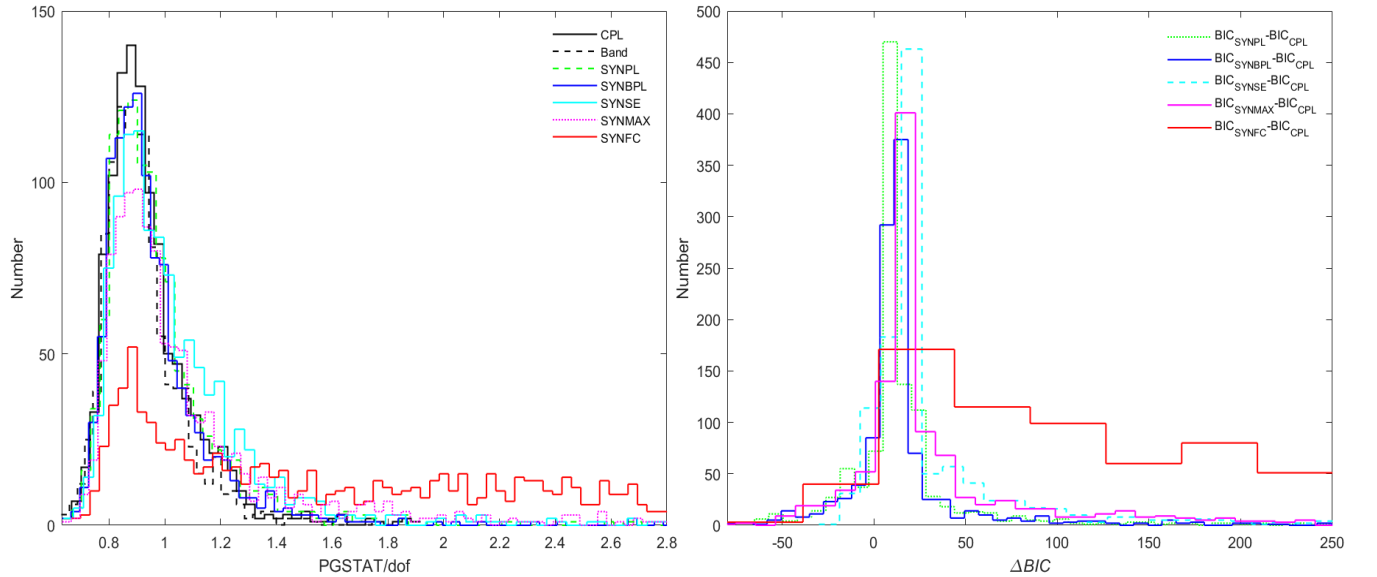 150
100
50
0
Number
0.8
1
1.2
1.4
1.6
1.8
2
2.2
2.4
2.6
2.8
PGSTAT/dof
CPL
Band
SYNPL
SYNBPL
SYNSE
SYNMAX
SYNFC
500
450
400
350
300
250
200
150
100
50
0
Number
-50
0
50
100
150
200
250
ΔBIC
BIC_SYNPL-BIC_CPL
BIC_SYNBPL-BIC_CPL
BIC_SYNSE-BIC_CPL
BIC_SYNMAX-BIC_CPL
BIC_SYNFC-BIC_CPL